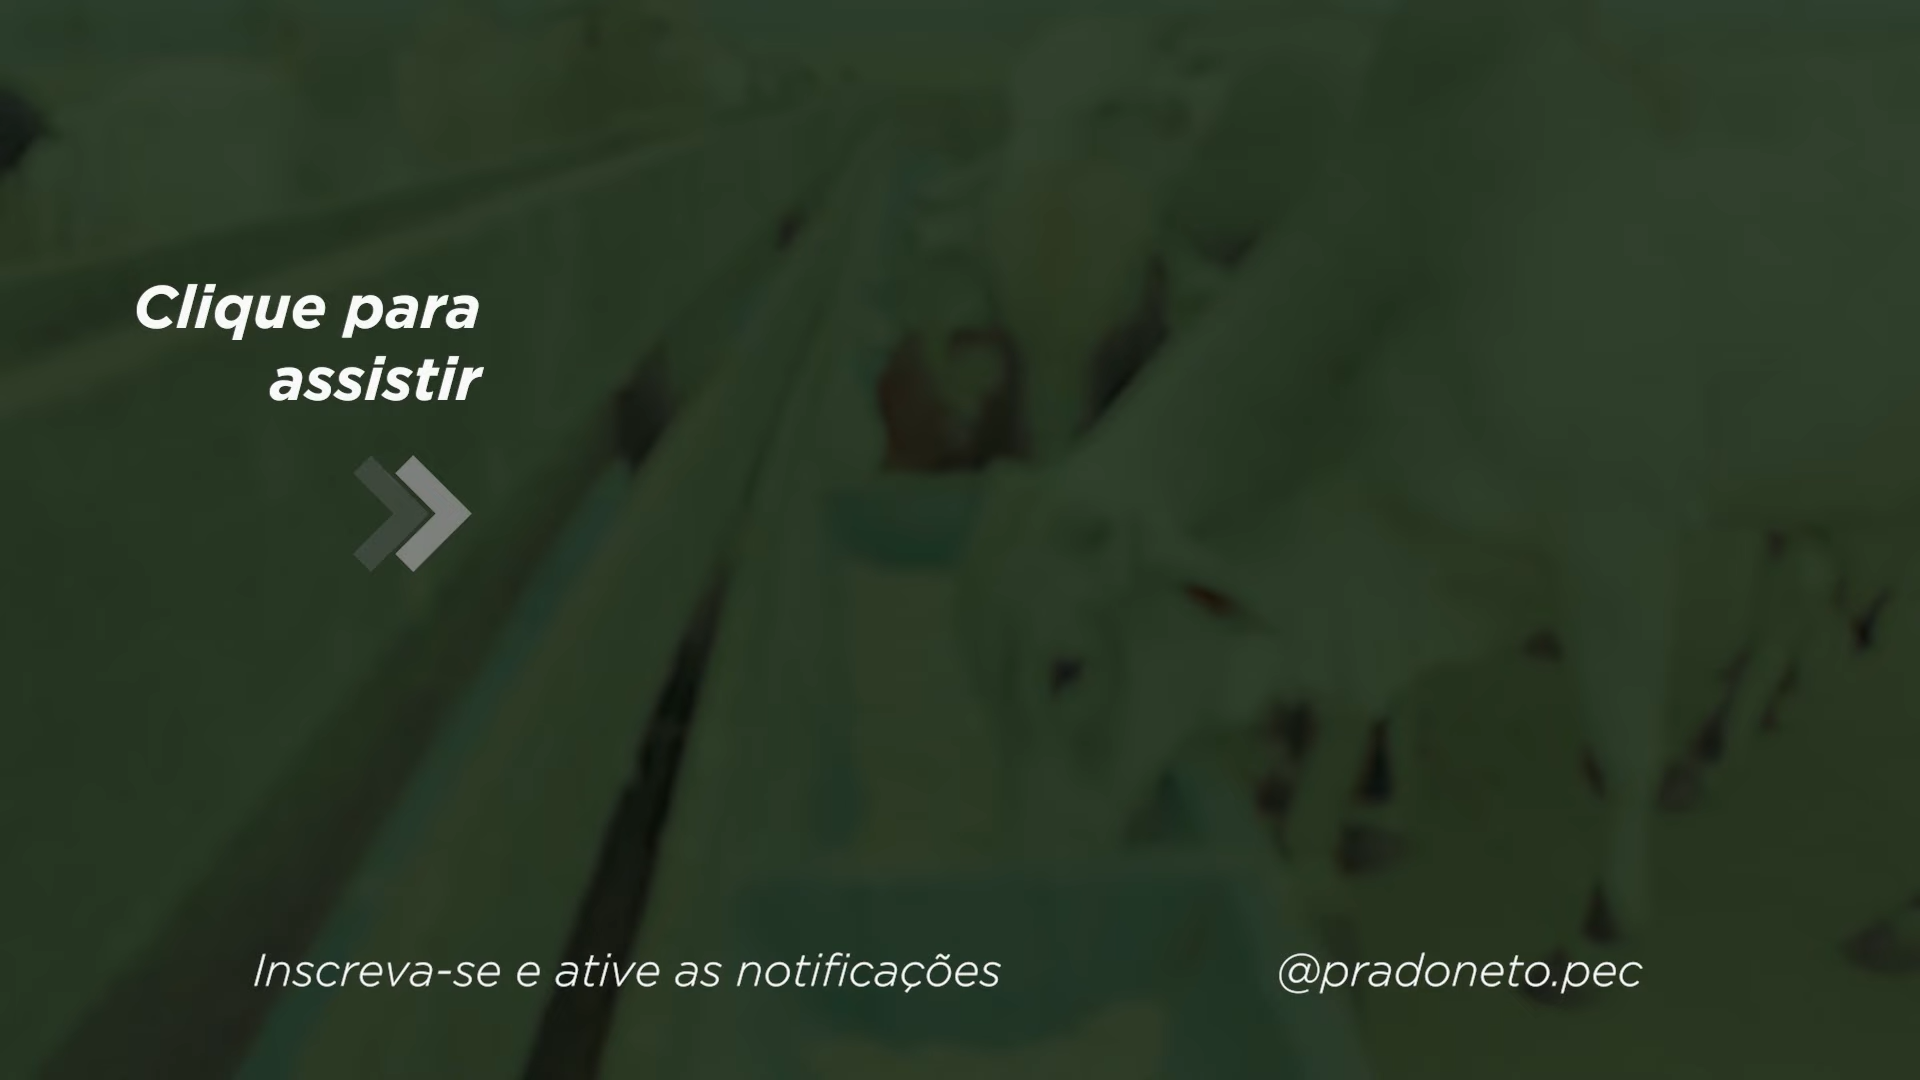 Clique para
assistir
Inscreva-se e ative as notificações
@pradoneto.pec